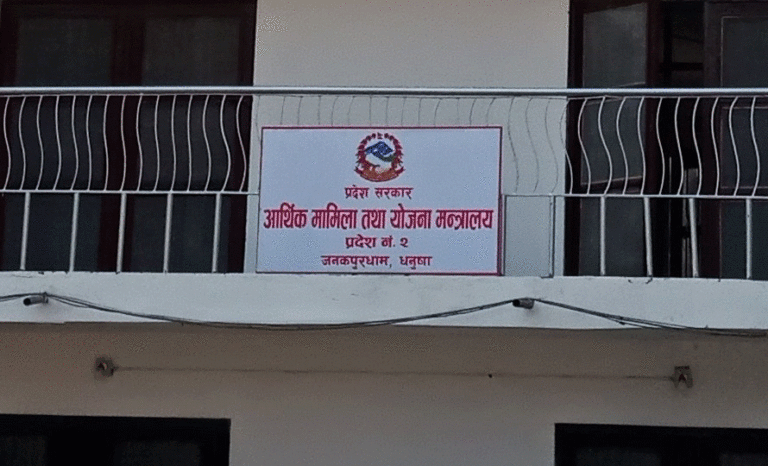 प्रदेश सरकार
आर्थिक मामिला तथा योजना मन्त्रालय
प्रदेश नं. २
जनकपुरधाम, धनुषा